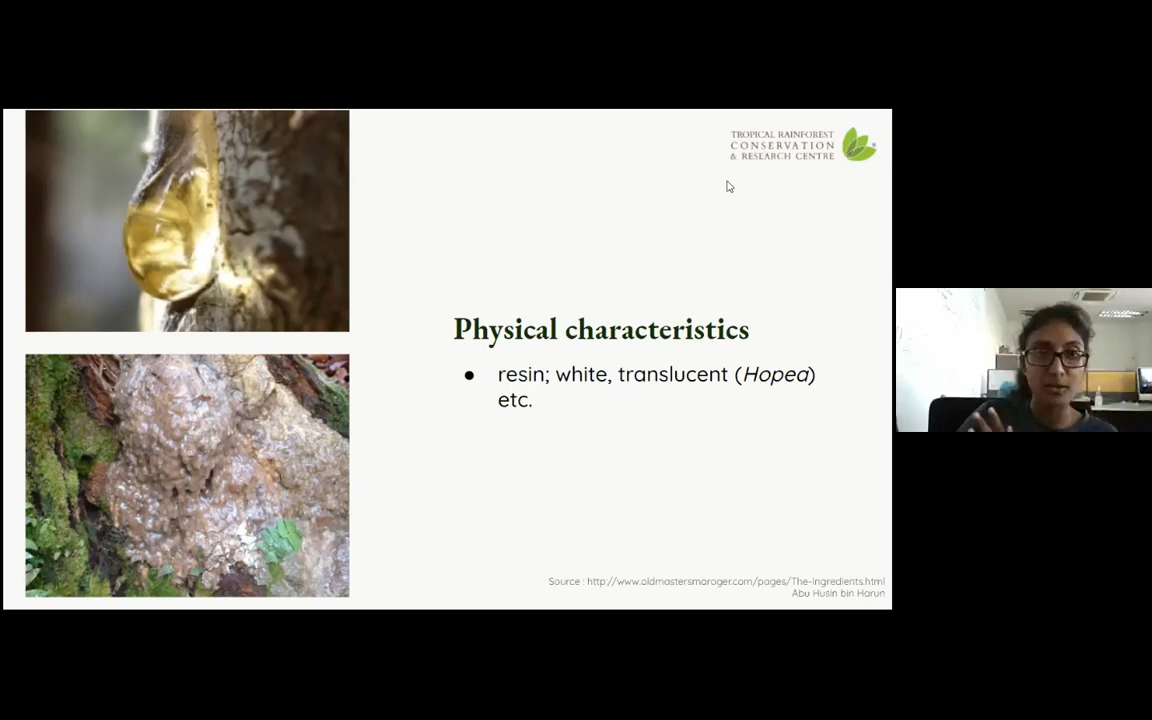 TROPICAL RAINFOREST
CONSERVATION
& RESEARCH CENTRE
Physical characteristics
● resin; white, translucent (Hopea)
etc.
Source : http://www.oldmastersmaroger.com/pages/The-Ingredients.html
Abu Husin bin Harun